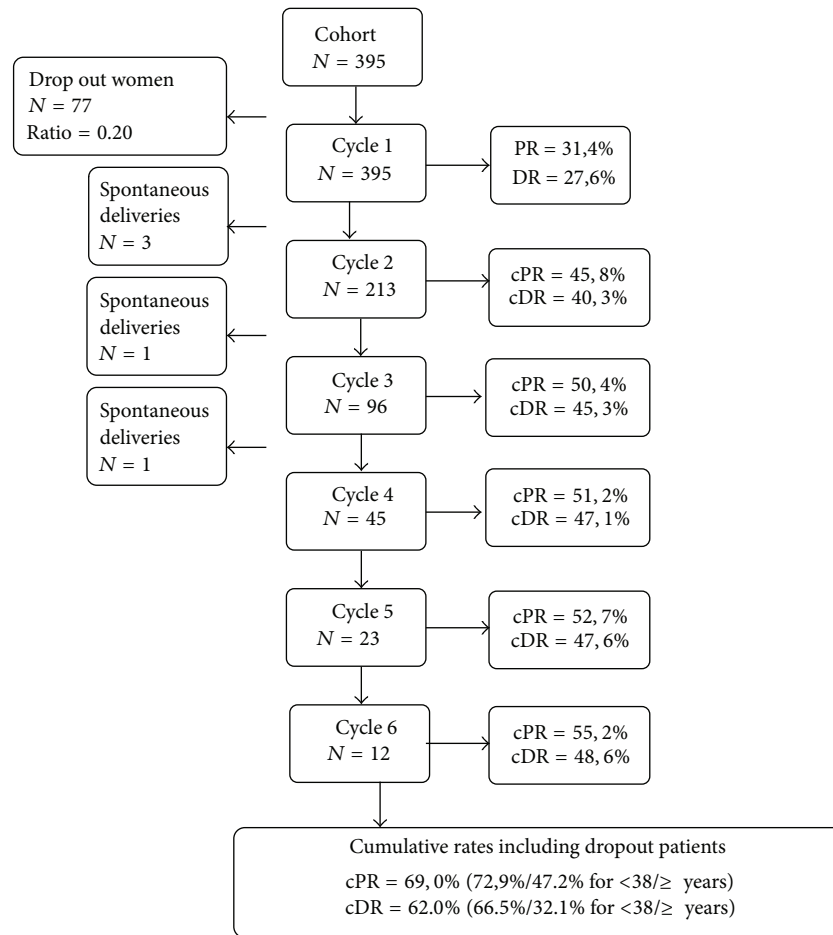 Cohort
N = 395
Drop out women
N = 77
Ratio = 0.20
Cycle 1
N = 395
PR = 31,4%
DR = 27,6%
Spontaneous
deliveries
N = 3
Cycle 2
N = 213
cPR = 45, 8%
cDR = 40, 3%
Spontaneous
deliveries
N = 1
Cycle 3
N = 96
cPR = 50, 4%
cDR = 45, 3%
Spontaneous
deliveries
N = 1
Cycle 4
N = 45
cPR = 51, 2%
cDR = 47, 1%
Cycle 5
N = 23
cPR = 52, 7%
cDR = 47, 6%
Cycle 6
N = 12
cPR = 55, 2%
cDR = 48, 6%
Cumulative rates including dropout patients
cPR = 69, 0% (72,9%/47.2% for <38/≥ years)
cDR = 62.0% (66.5%/32.1% for <38/≥ years)